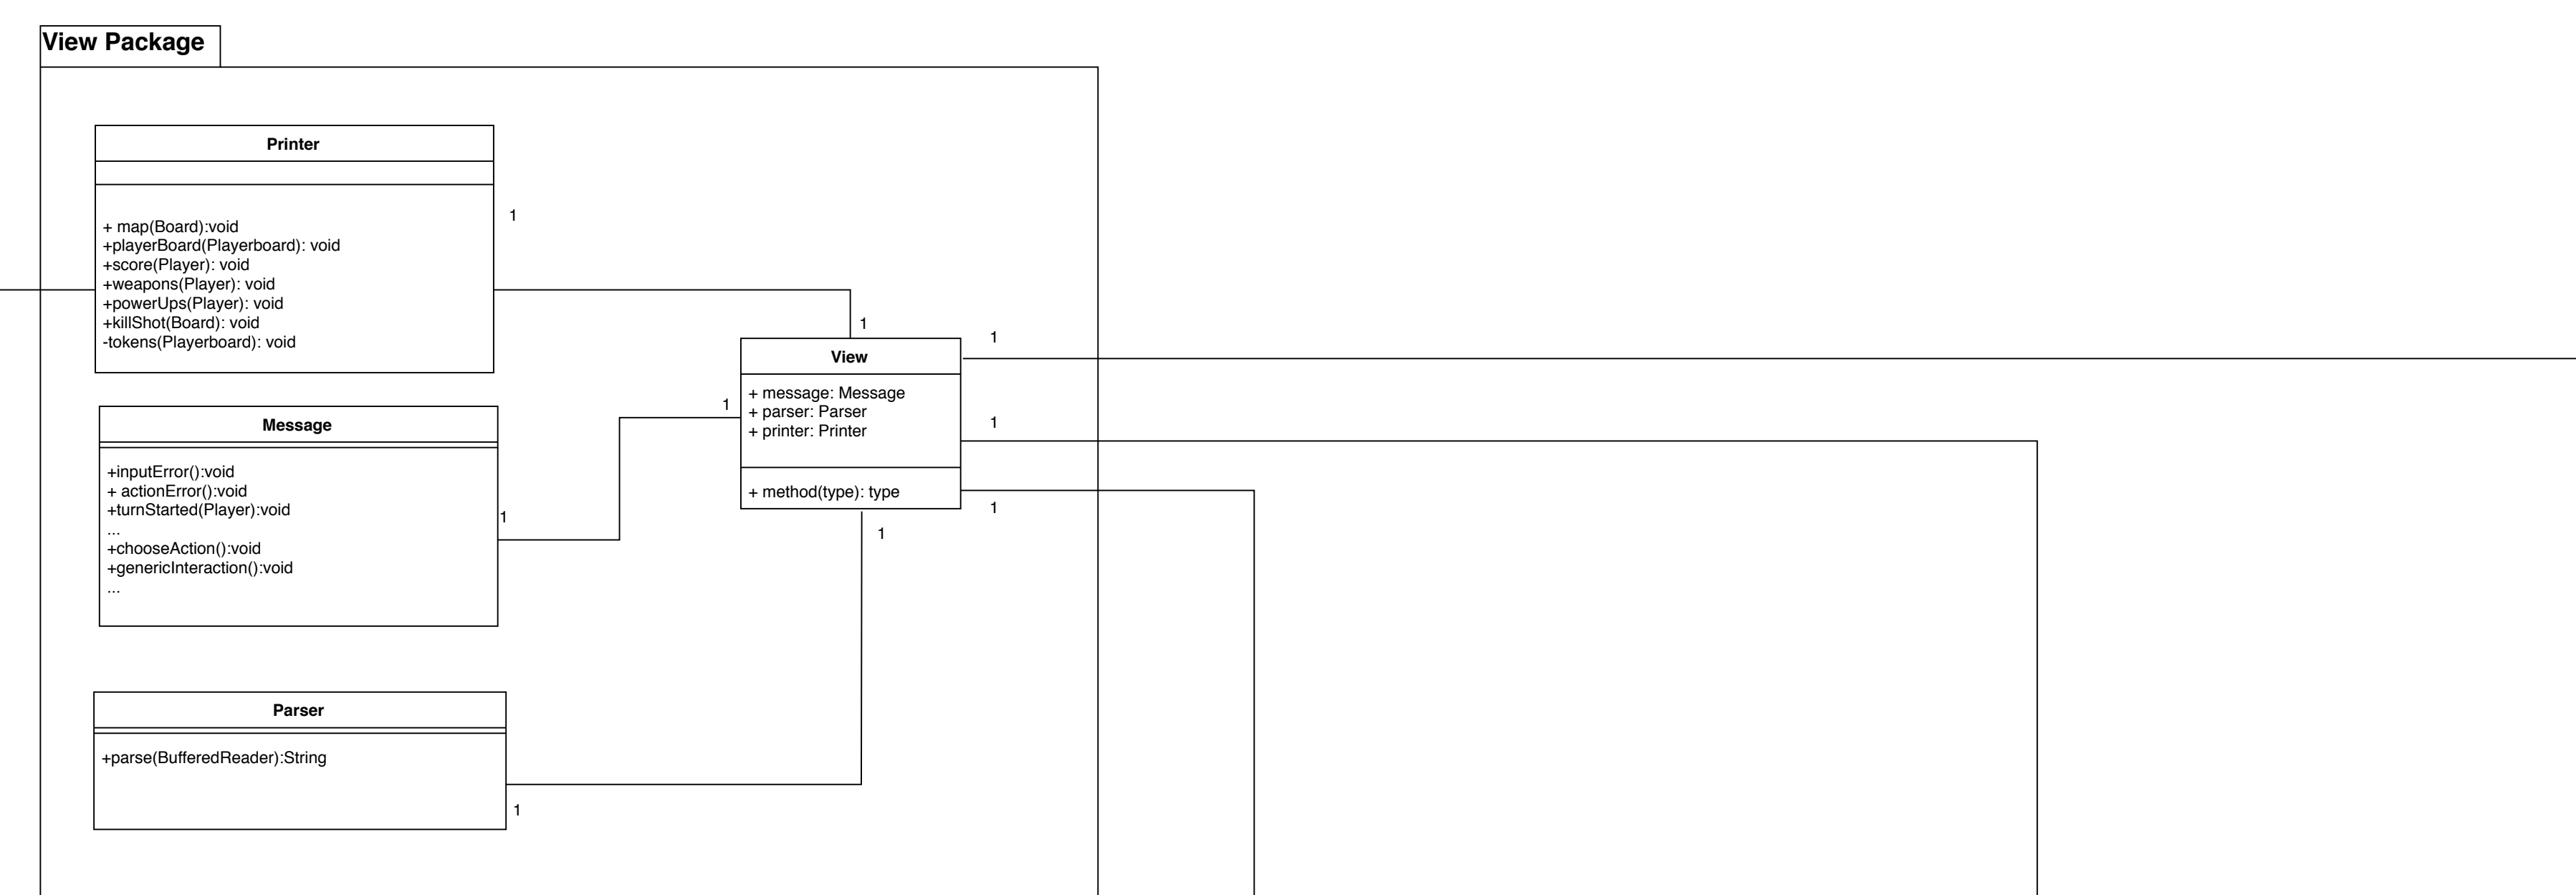 View Package
Printer
+ map(Board):void
+playerBoard(Playerboard): void
+score(Player): void
+weapons(Player): void
+powerUps(Player): void
+killShot(Board): void
-tokens(Playerboard): void
1
1
View
+ message: Message
+ parser: Parser
+ printer: Printer
+ method(type): type
1
1
1
1
1
Message
+inputError():void
+ actionError():void
+turnStarted(Player):void
...
+chooseAction():void
+genericInteraction():void
...
1
Parser
+parse(BufferedReader):String
1